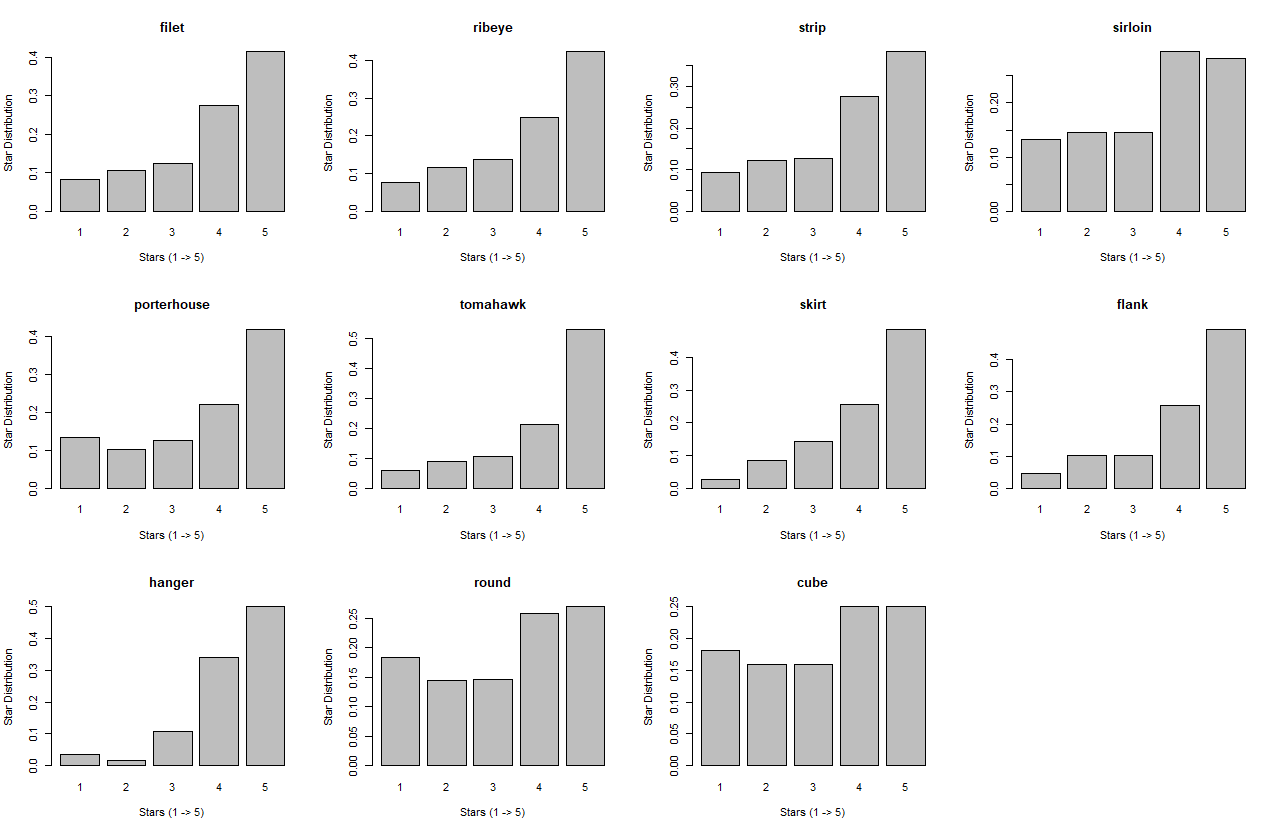 filet
Star Distribution
0.0 0.1 0.2 0.3 0.4
1 2 3 4 5
Stars (1 -> 5)
ribeye
Star Distribution
0.0 0.1 0.2 0.3 0.4
1 2 3 4 5
Stars (1 -> 5)
strip
Star Distribution
0.00 0.10 0.20 0.30
1 2 3 4 5
Stars (1 -> 5)
sirloin
Star Distribution
0.00 0.10 0.20
1 2 3 4 5
Stars (1 -> 5)
porterhouse
Star Distribution
0.0 0.1 0.2 0.3 0.4
1 2 3 4 5
Stars (1 -> 5)
tomahawk
Star Distribution
0.0 0.1 0.2 0.3 0.4 0.5
1 2 3 4 5
Stars (1 -> 5)
skirt
Star Distribution
0.0 0.1 0.2 0.3 0.4
1 2 3 4 5
Stars (1 -> 5)
flank
Star Distribution
0.0 0.1 0.2 0.3 0.4
1 2 3 4 5
Stars (1 -> 5)
hanger
Star Distribution
0.0 0.1 0.2 0.3 0.4 0.5
1 2 3 4 5
Stars (1 -> 5)
round
Star Distribution
0.00 0.05 0.10 0.15 0.20 0.25
1 2 3 4 5
Stars (1 -> 5)
cube
Star Distribution
0.00 0.05 0.10 0.15 0.20 0.25
1 2 3 4 5
Stars (1 -> 5)